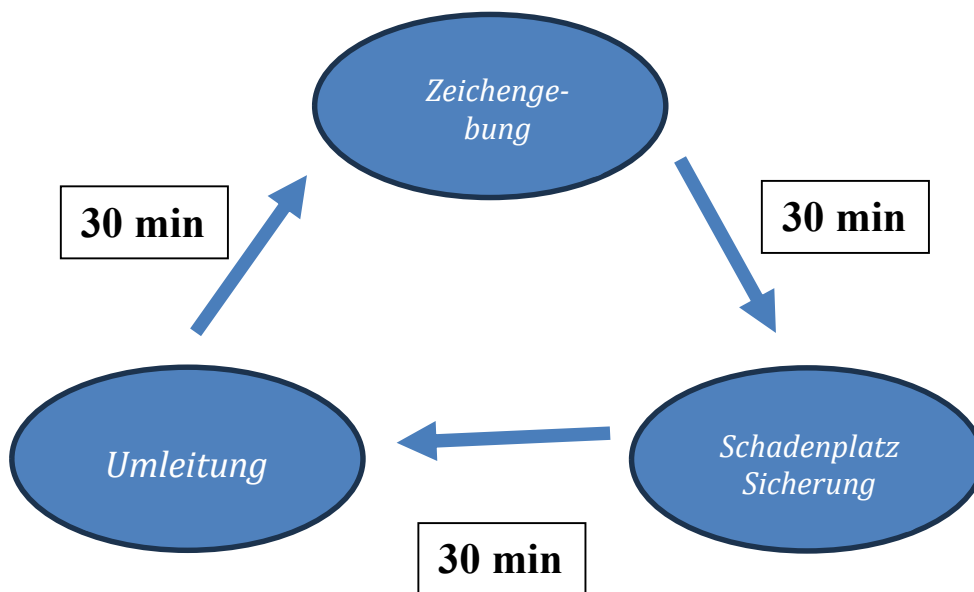 Zeichenge-
bung
30 min
30 min
Umleitung
Schadenplatz
Sicherung
30 min